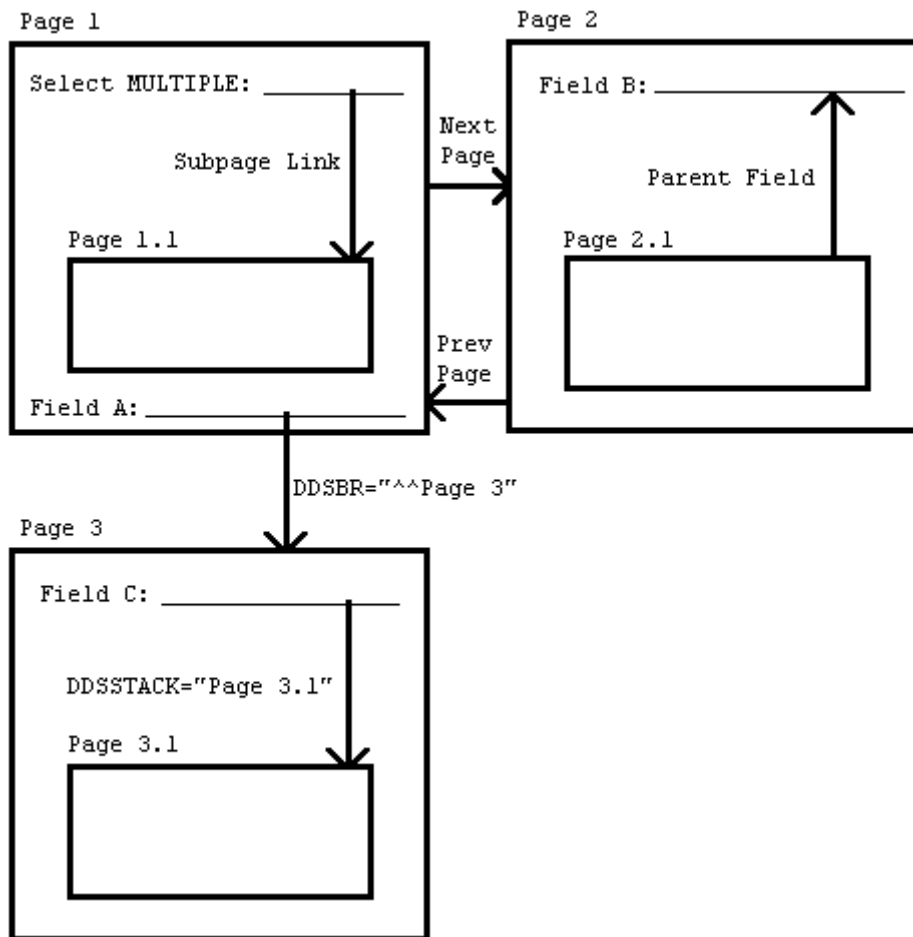 Page 1
Select MULTIPLE:
Subpage Link
Page 1.1
Field A:
Next
Page
Prev
Page
Page 2
Field B:
Parent Field
Page 2.1
DDSBR="^^Page 3"
Page 3
Field C:
DDSSTACK="Page 3.1"
Page 3.1